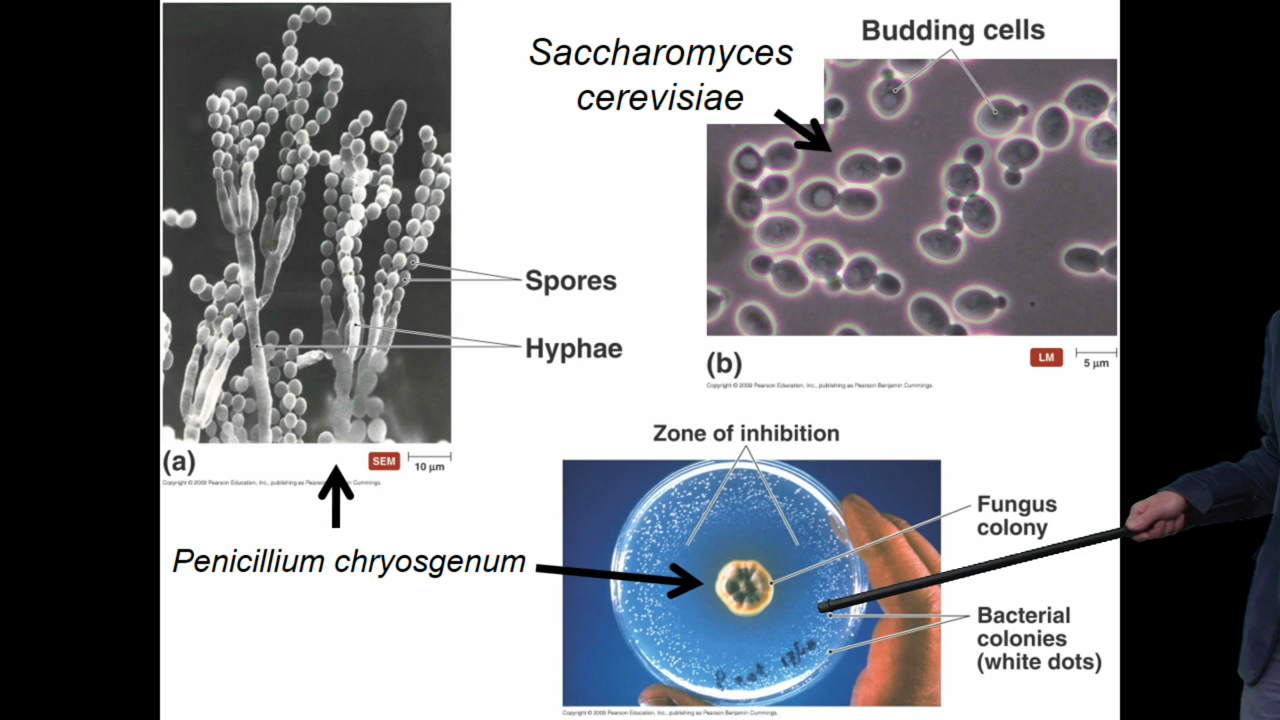 Saccharomyces
cerevisiae
Budding cells
Spores
Hyphae
(a)
SEM
10 μm
Copyright © 2009 Pearson Education, Inc., publishing as Pearson Benjamin Cummings.
(b)
LM
5 μm
Copyright © 2009 Pearson Education, Inc., publishing as Pearson Benjamin Cummings.
Penicillium chryosgenum
Zone of inhibition
Fungus
colony
Bacterial
colonies
(white dots)
Copyright © 2009 Pearson Education, Inc., publishing as Pearson Benjamin Cummings.